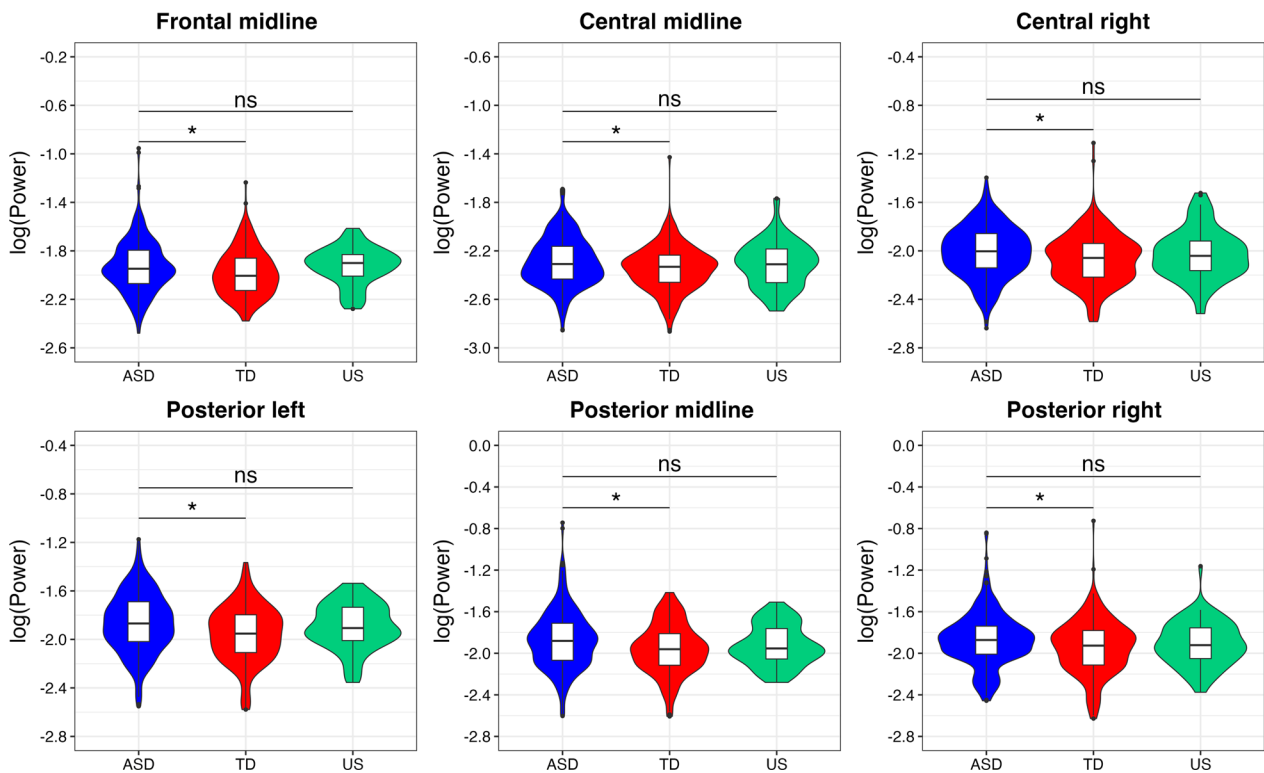 Frontal midline
log(Power)
-0.2
-0.6
-1.0
-1.4
-1.8
-2.2
-2.6
ns
*
ASD TD US
Central midline
log(Power)
-0.6
-1.0
-1.4
-1.8
-2.2
-2.6
-3.0
ns
*
ASD TD US
Central right
log(Power)
-0.4
-0.8
-1.2
-1.6
-2.0
-2.4
-2.8
ns
*
ASD TD US
Posterior left
log(Power)
-0.4
-0.8
-1.2
-1.6
-2.0
-2.4
-2.8
ns
*
ASD TD US
Posterior midline
log(Power)
0.0
-0.4
-0.8
-1.2
-1.6
-2.0
-2.4
-2.8
ns
*
ASD TD US
Posterior right
log(Power)
0.0
-0.4
-0.8
-1.2
-1.6
-2.0
-2.4
-2.8
ns
*
ASD TD US